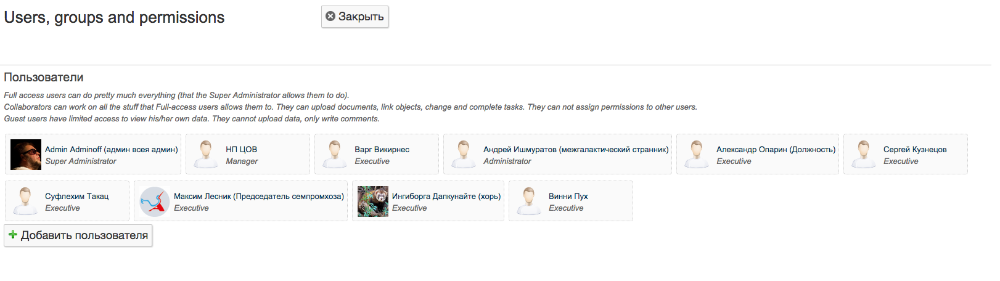 Users, groups and permissions
Закрыть
Пользователи
Full access users can do pretty much everything (that the Super Administrator allows them to do).
Collaborators can work on all the stuff that Full-access users allows them to. They can upload documents, link objects, change and complete tasks. They can not assign permissions to other users.
Guest users have limited access to view his/her own data. They cannot upload data, only write comments.
Admin Adminoff (админ всея админ)
Super Administrator
НП ЦОВ
Manager
Варг Викирнес
Executive
Андрей Ишмуратов (межгалактический странник)
Administrator
Александр Опарин (Должность)
Executive
Сергей Кузнецов
Executive
Суфлехим Такац
Executive
Максим Лесник (Председатель семпромхоза)
Executive
Ингиборга Дапкунайте (хорь)
Executive
Винни Пух
Executive
Добавить пользователя